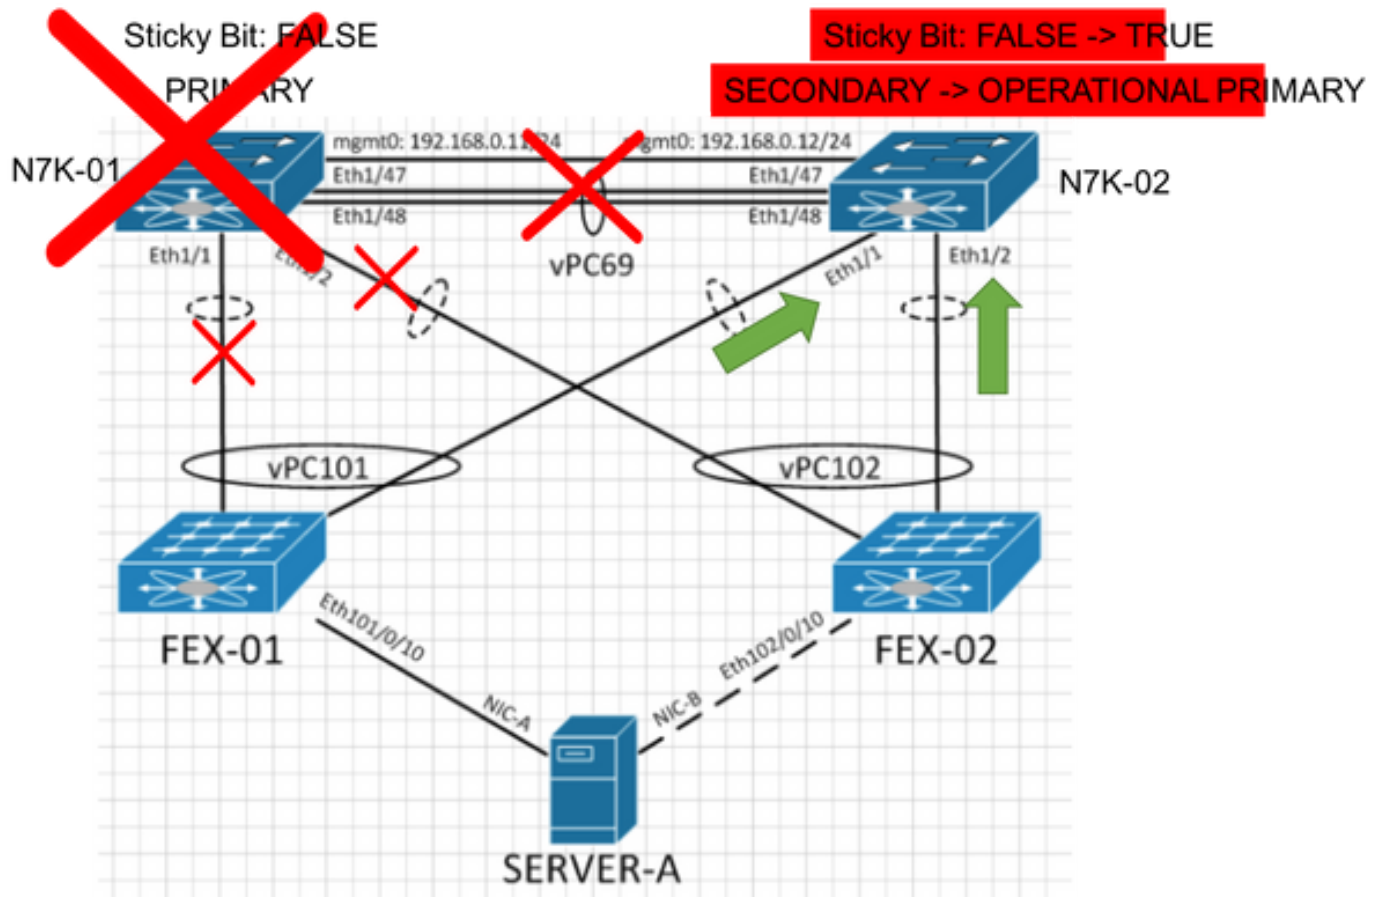 Sticky Bit: FALSE
PRIMARY
Sticky Bit: FALSE -> TRUE
SECONDARY -> OPERATIONAL PRIMARY
N7K-01
mgmt0: 192.168.0.11/24
mgmt0: 192.168.0.12/24
Eth1/47
Eth1/47
Eth1/48
Eth1/48
N7K-02
vPC69
Eth1/1
Eth1/2
Eth1/1
Eth1/2
vPC101
vPC102
FEX-01
FEX-02
Eth101/0/10
Eth102/0/10
NIC-A
NIC-B
SERVER-A